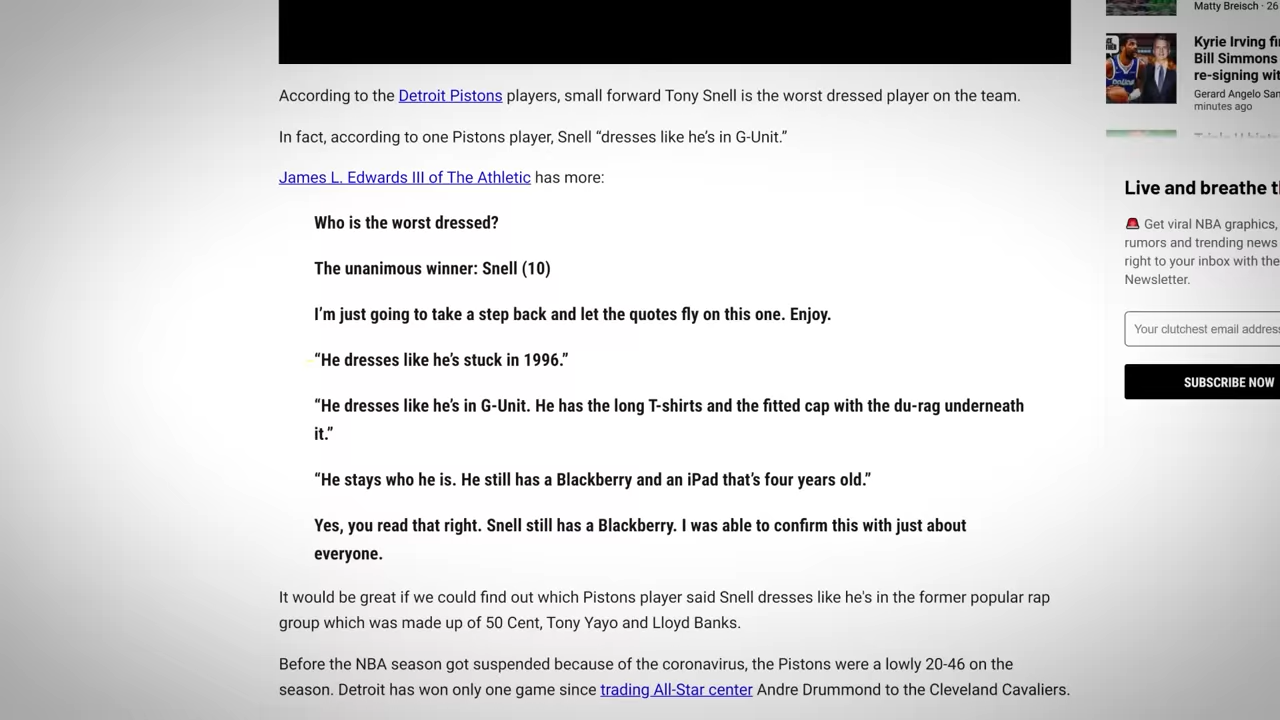 According to the Detroit Pistons players, small forward Tony Snell is the worst dressed player on the team.
In fact, according to one Pistons player, Snell “dresses like he’s in G-Unit.”
James L. Edwards III of The Athletic has more:
Who is the worst dressed?
The unanimous winner: Snell (10)
I’m just going to take a step back and let the quotes fly on this one. Enjoy.
“He dresses like he’s stuck in 1996.”
“He dresses like he’s in G-Unit. He has the long T-shirts and the fitted cap with the du-rag underneath
it.”
“He stays who he is. He still has a Blackberry and an iPad that’s four years old.”
Yes, you read that right. Snell still has a Blackberry. I was able to confirm this with just about
everyone.
It would be great if we could find out which Pistons player said Snell dresses like he's in the former popular rap
group which was made up of 50 Cent, Tony Yayo and Lloyd Banks.
Before the NBA season got suspended because of the coronavirus, the Pistons were a lowly 20-46 on the
season. Detroit has won only one game since trading All-Star center Andre Drummond to the Cleveland Cavaliers.
Matty Breisch · 26
Kyrie Irving fi
Bill Simmons
re-signing wit
Gerard Angelo Sam
minutes ago
Live and breathe t
Get viral NBA graphics,
rumors and trending news
right to your inbox with the
Newsletter.
Your clutchest email address
SUBSCRIBE NOW